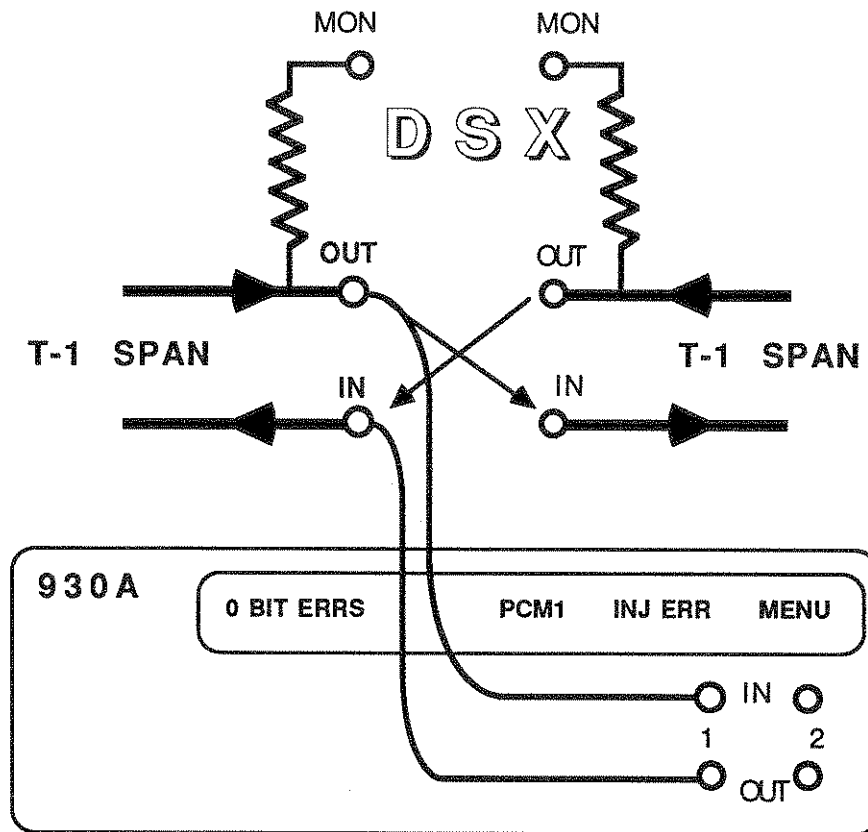 MON MON
D S X
OUT OUT
T-1 SPAN T-1 SPAN
IN IN
930A
0 BIT ERRS PCM1 INJ ERR MENU
IN
1 2
OUT